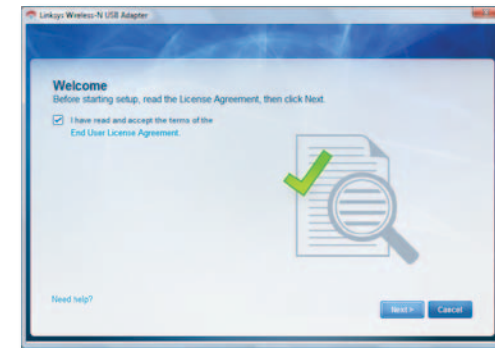 Linksys Wireless-N USB Adapter
Welcome
Before starting setup, read the License Agreement, then click Next.
I have read and accept the terms of the
End User License Agreement.
Need help?
Next >
Cancel